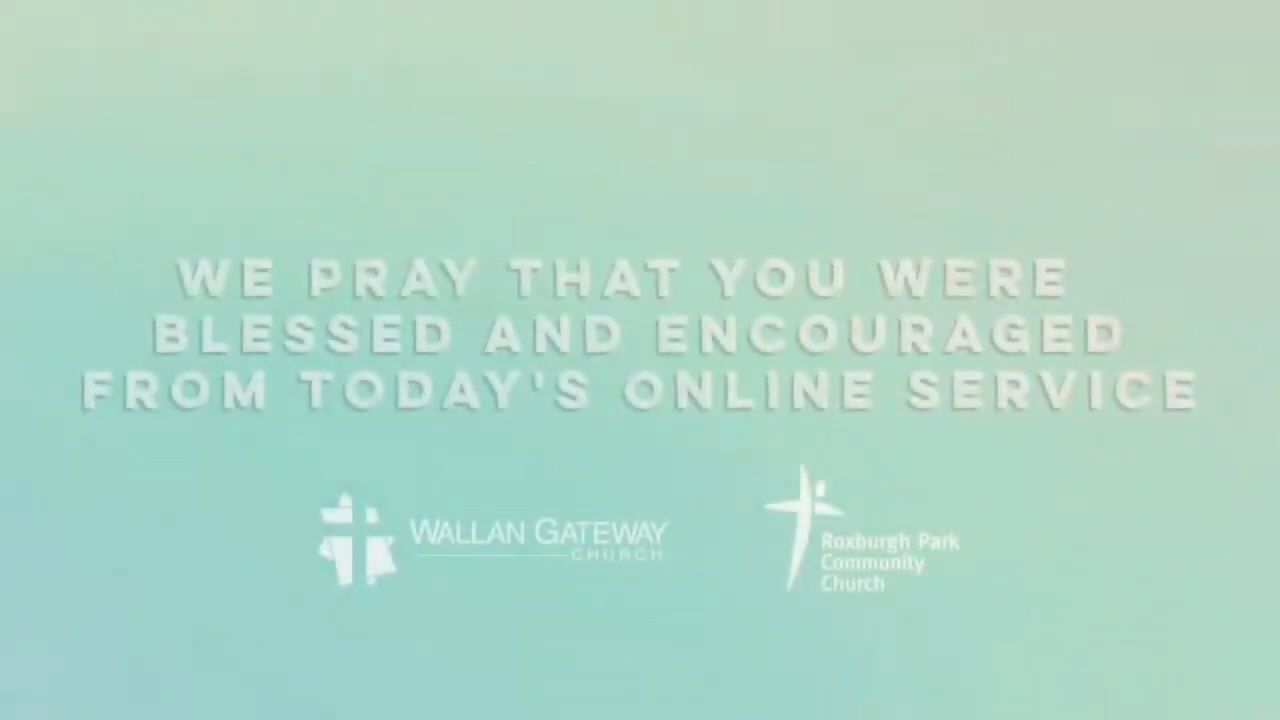 WE PRAY THAT YOU WERE
BLESSED AND ENCOURAGED
FROM TODAY'S ONLINE SERVICE
WALLAN GATEWAY
CHURCH
Roxburgh Park
Community
Church